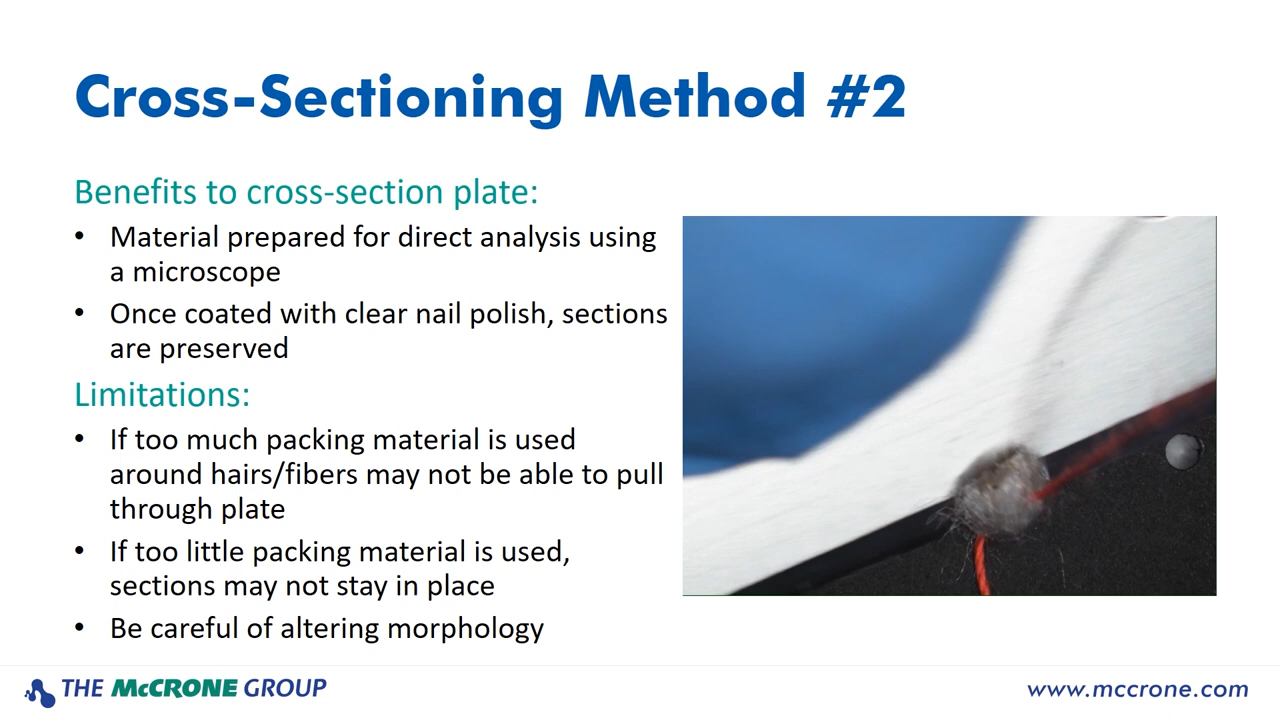 Cross-Sectioning Method #2
Benefits to cross-section plate:
• Material prepared for direct analysis using
a microscope
• Once coated with clear nail polish, sections
are preserved
Limitations:
• If too much packing material is used
around hairs/fibers may not be able to pull
through plate
• If too little packing material is used,
sections may not stay in place
• Be careful of altering morphology
THE McCRONE GROUP
www.mccrone.com